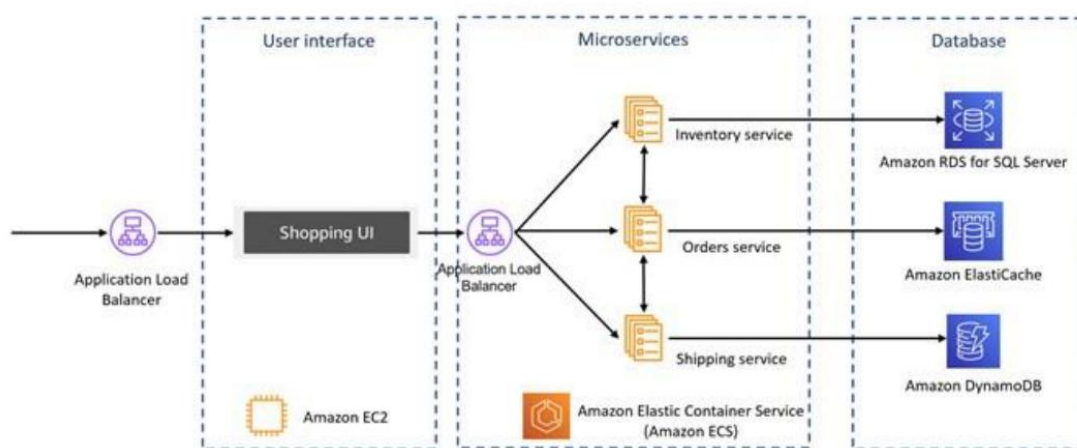 User interface
Microservices
Database
Inventory service
Amazon RDS for SQL Server
Shopping UI
Application Load
Balancer
Application Load
Balancer
Orders service
Amazon ElastiCache
Shipping service
Amazon DynamoDB
Amazon EC2
Amazon Elastic Container Service
(Amazon ECS)